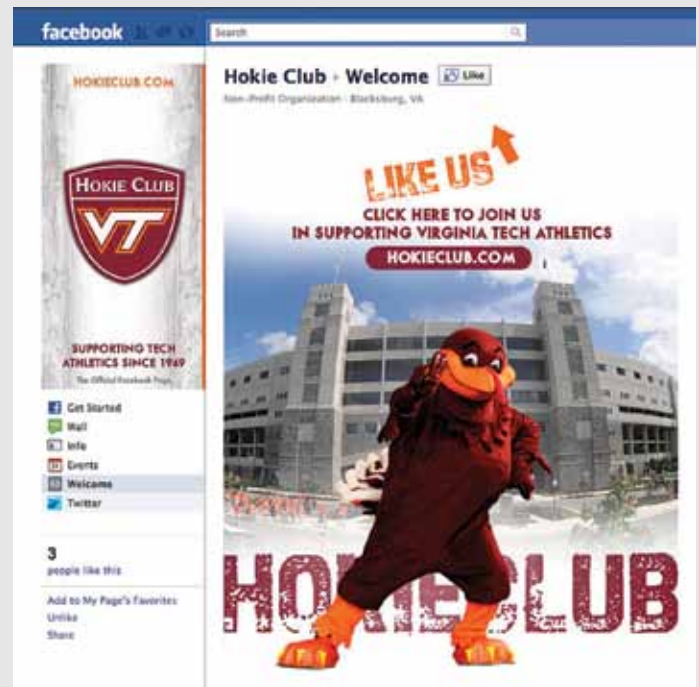 facebook
Search
HOKIECLUB.COM
HOKIE CLUB
VT
SUPPORTING TECH
ATHLETICS SINCE 1949
The Official Facebook Page
Get Started
Wall
Info
Events
Welcome
Twitter
3
people like this
Add to My Page's Favorites
Unlike
Share
Hokie Club › Welcome Like
Non-Profit Organization · Blacksburg, VA
LIKE US
CLICK HERE TO JOIN US
IN SUPPORTING VIRGINIA TECH ATHLETICS
HOKIECLUB.COM
HOKIE CLUB